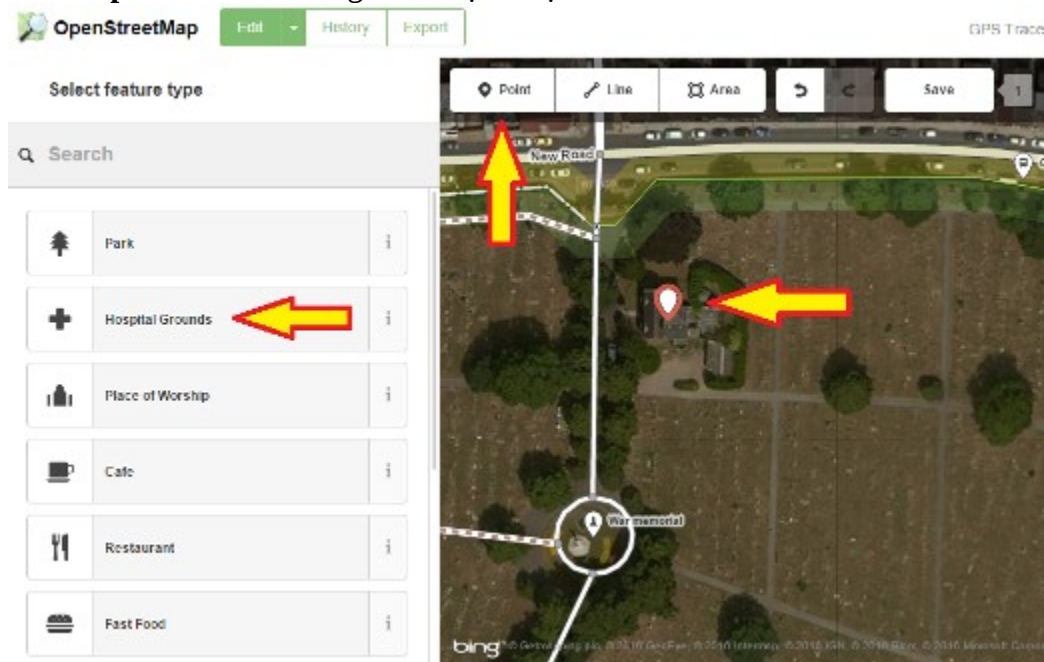 OpenStreetMap Edit History Export GPS Trace
Select feature type
Point Line Area Save 1
Search
New Road
Park
Hospital Grounds
Place of Worship
Cafe
Restaurant
War memorial
Fast Food
bing